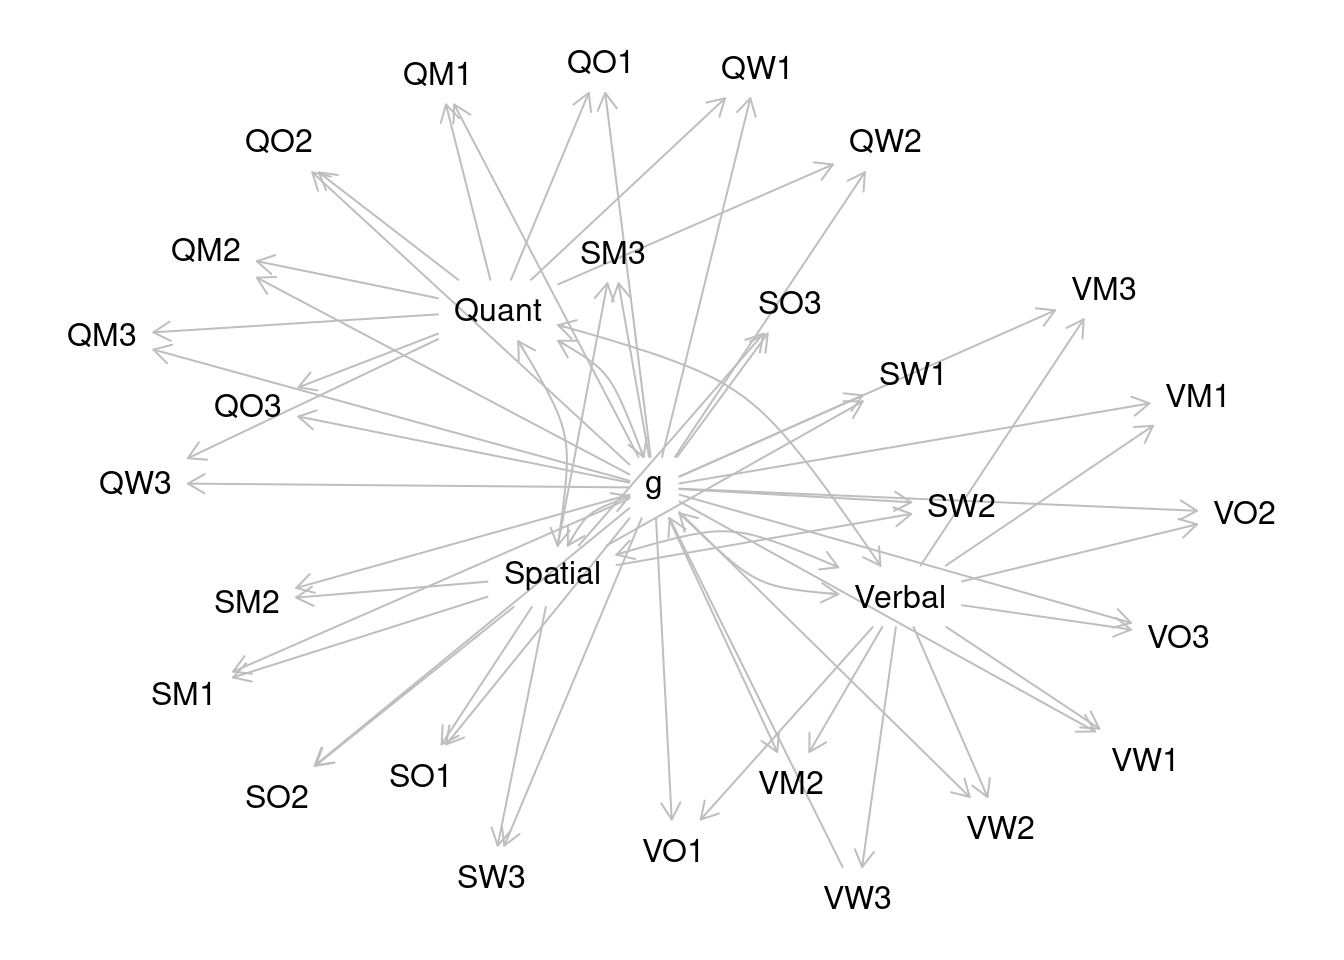 QO1
QW1
QM1
QO2
QW2
QM2
SM3
VM3
SO3
Quant
QM3
SW1
VM1
QO3
QW3
g
SW2
VO2
Spatial
Verbal
SM2
VO3
SM1
VW1
SO1
VM2
SO2
VW2
VO1
SW3
VW3